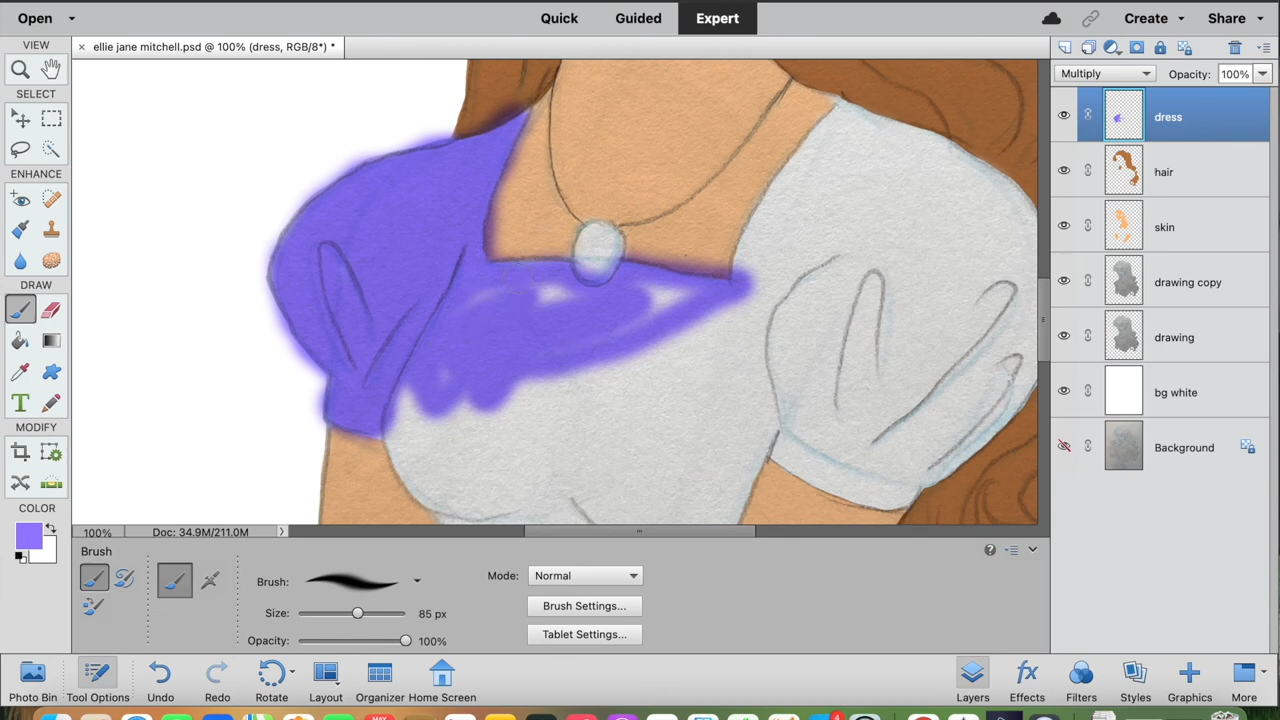 Open Quick Guided Expert Create Share
VIEW × ellie jane mitchell.psd @ 100% (dress, RGB/8*) *
Multiply Opacity: 100%
SELECT
dress
hair
ENHANCE
skin
drawing copy
DRAW
drawing
bg white
T
MODIFY
Background
COLOR
100% Doc: 34.9M/211.0M
Brush
Brush: Mode: Normal
Size: 85 px Brush Settings...
Opacity: 100% Tablet Settings...
Photo Bin Tool Options Undo Redo Rotate Layout Organizer Home Screen Layers Effects Filters Styles Graphics More
MAY